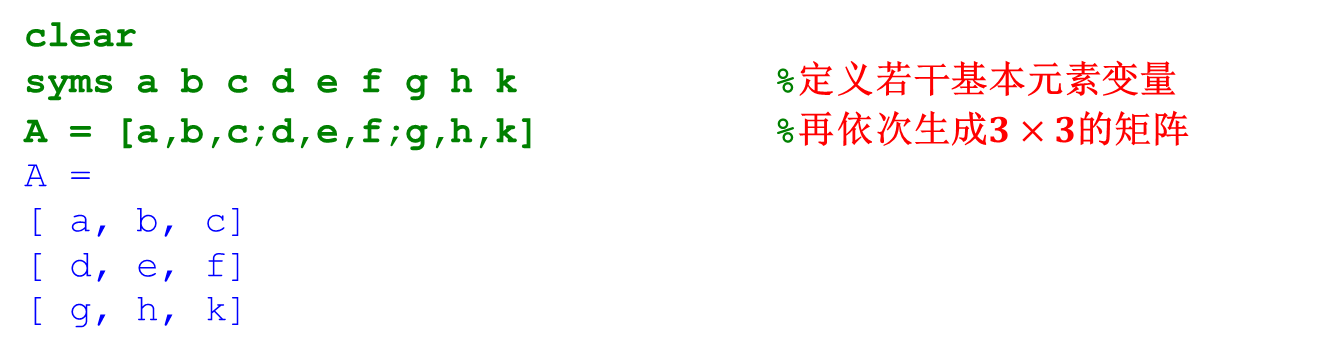 clear
syms a b c d e f g h k %定义若干基本元素变量
A = [a,b,c;d,e,f;g,h,k] %再依次生成3 × 3的矩阵
A =
[ a, b, c]
[ d, e, f]
[ g, h, k]